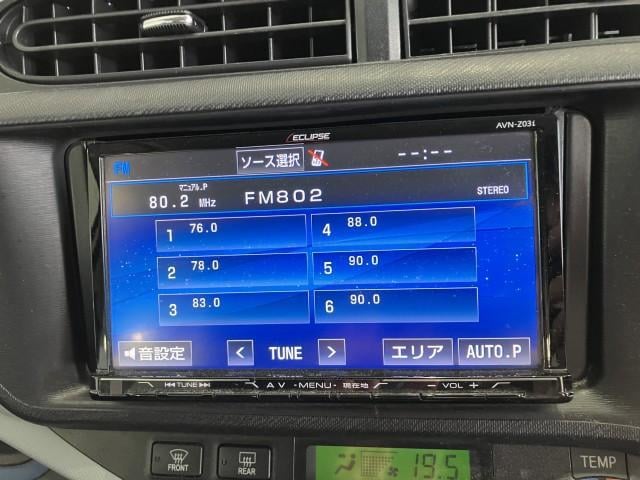 ECLIPSE
AVN-Z03i
FM
ソース選択
--:--
マニュアル.P
80.2 MHz FM802 STEREO
1 76.0
4 88.0
2 78.0
5 90.0
3 83.0
6 90.0
音設定
< TUNE >
エリア
AUTO.P
TUNE
AV -MENU- 現在地
− VOL +
FRONT
REAR
19.5
TEMP